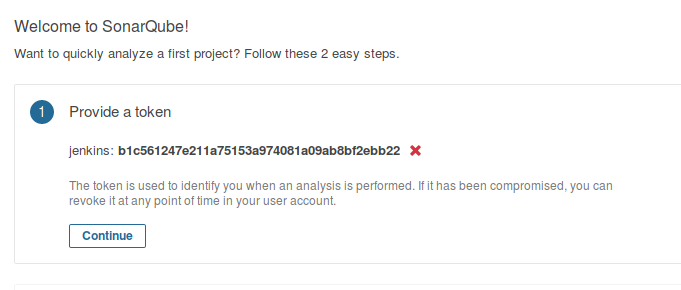 Welcome to SonarQube!
Want to quickly analyze a first project? Follow these 2 easy steps.
1 Provide a token
jenkins: b1c561247e211a75153a974081a09ab8bf2ebb22
The token is used to identify you when an analysis is performed. If it has been compromised, you can
revoke it at any point of time in your user account.
Continue